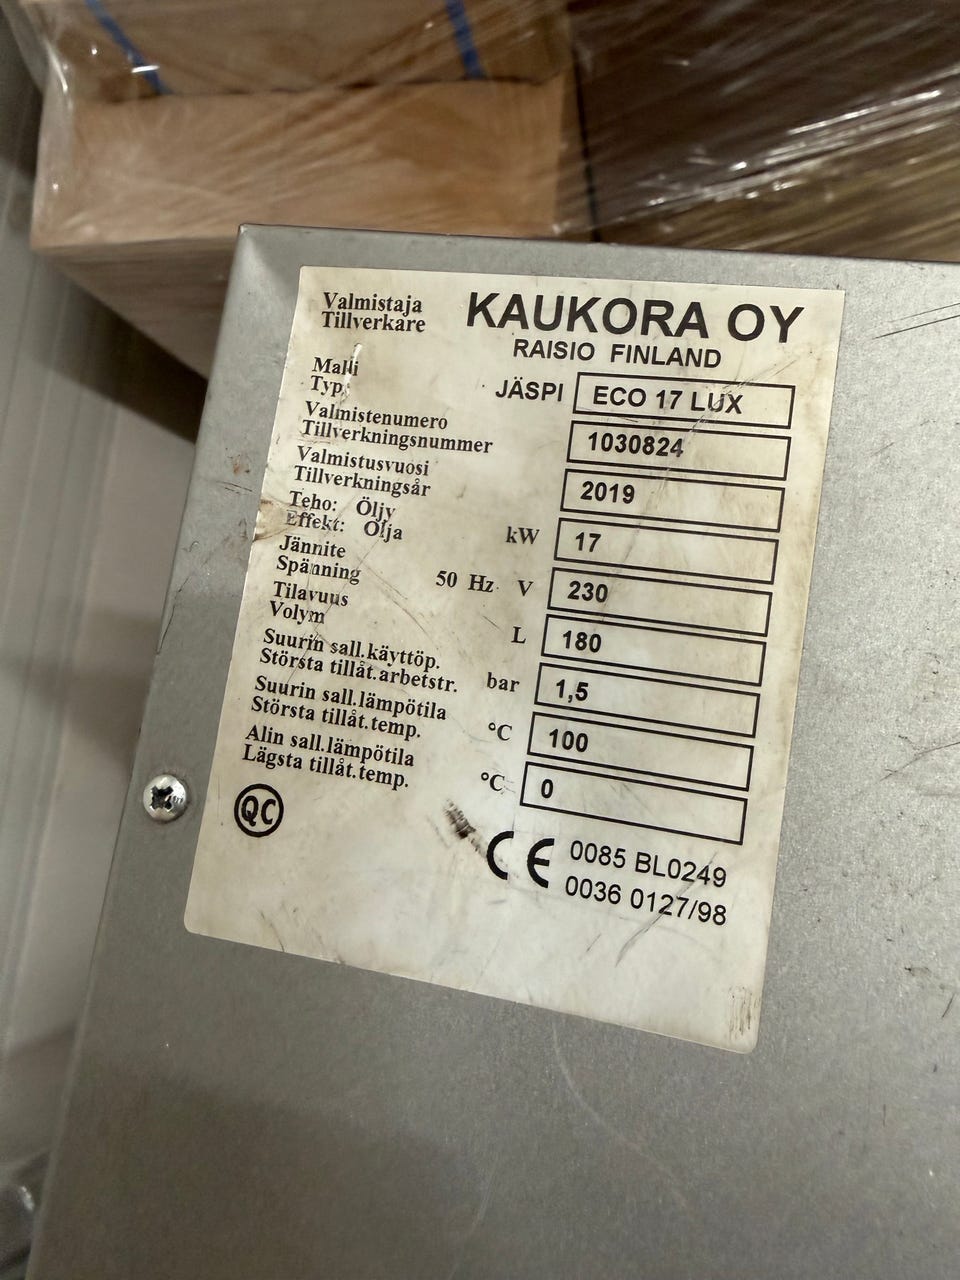 Valmistaja
Tillverkare
KAUKORA OY
RAISIO FINLAND
Malli
Typ
JÄSPI ECO 17 LUX
Valmistenumero
Tillverkningsnummer
1030824
Valmistusvuosi
Tillverkningsår
2019
Teho: Öljy
Effekt: Olja
kW 17
Jännite
Spänning
50 Hz V 230
Tilavuus
Volym
L 180
Suurin sall.käyttöp.
Största tillåt.arbetstr.
bar 1,5
Suurin sall.lämpötila
Största tillåt.temp.
°C 100
Alin sall.lämpötila
Lägsta tillåt.temp.
°C 0
QC
CE 0085 BL0249
0036 0127/98